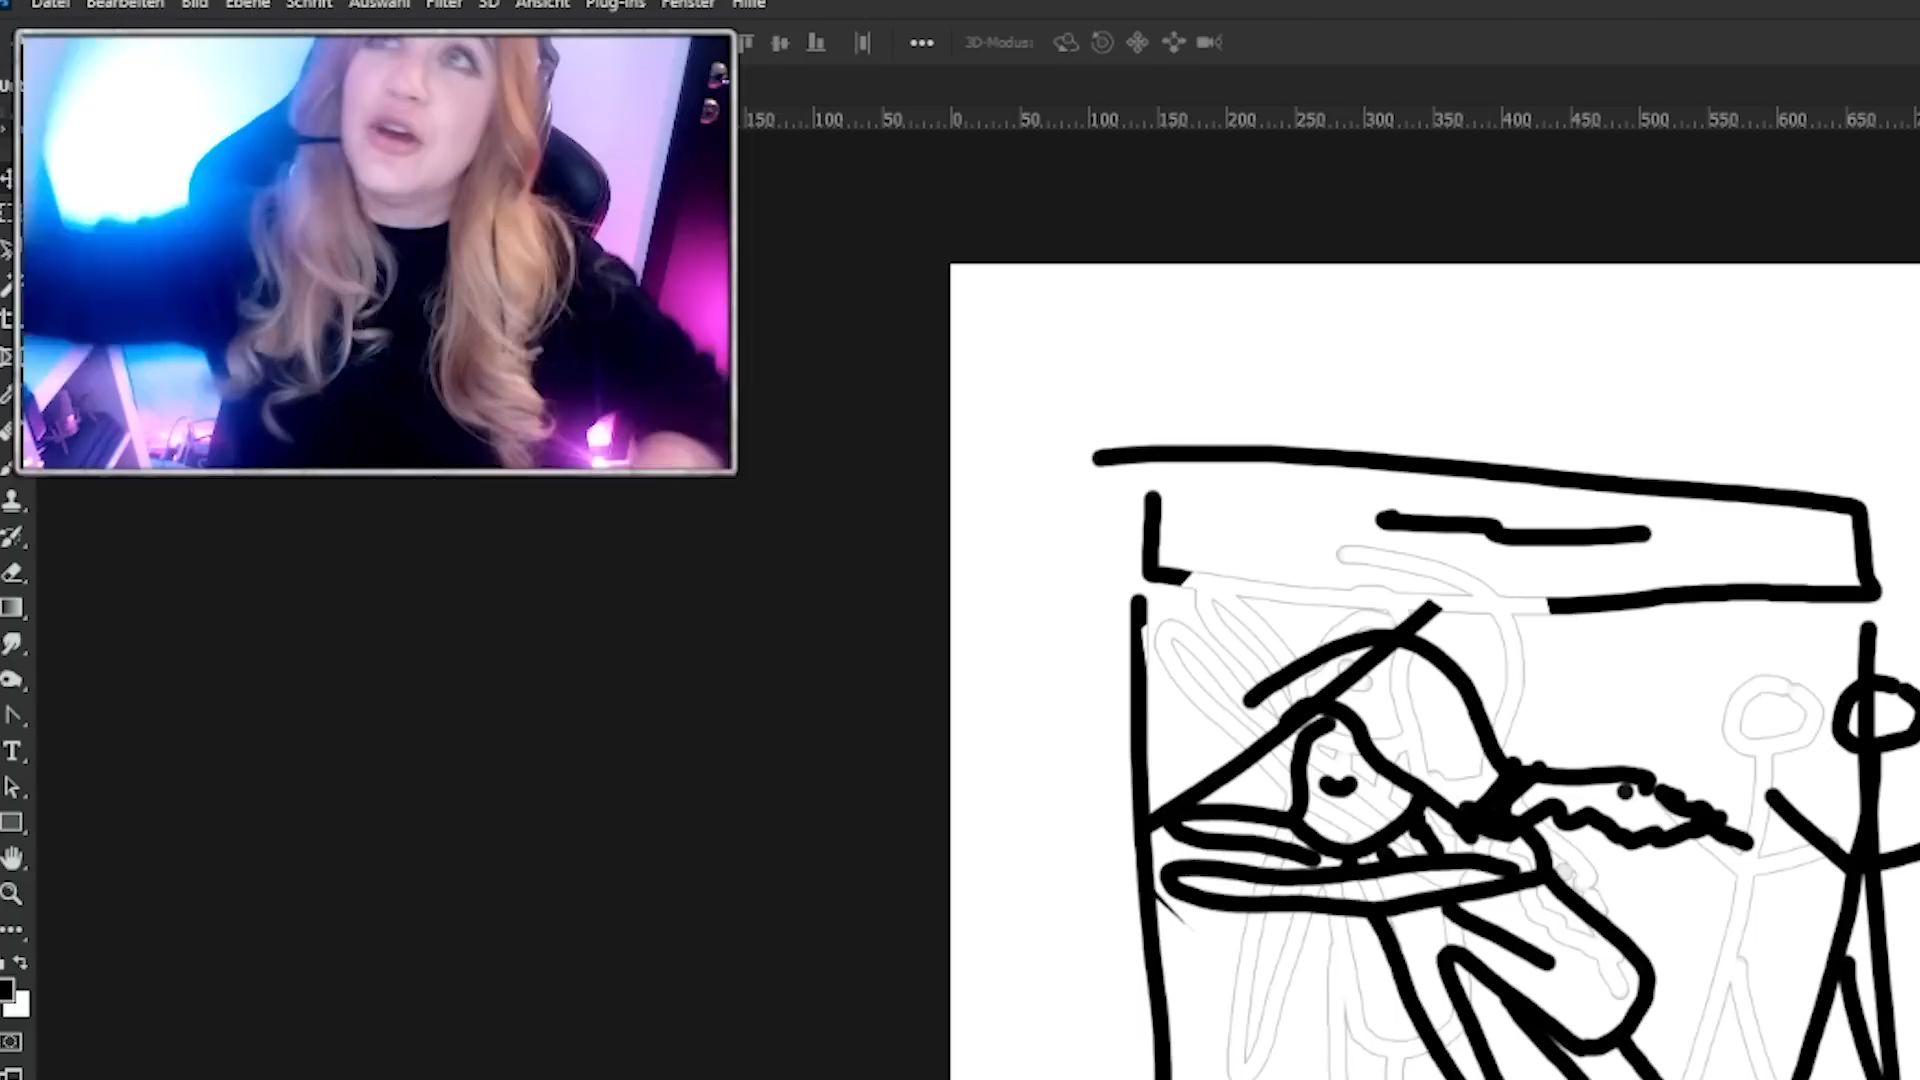 Datei Bearbeiten Bild Ebene Schrift Auswahl Filter 3D Ansicht Plug-ins Fenster Hilfe
3D-Modus:
150 100 50 0 50 100 150 200 250 300 350 400 450 500 550 600 650